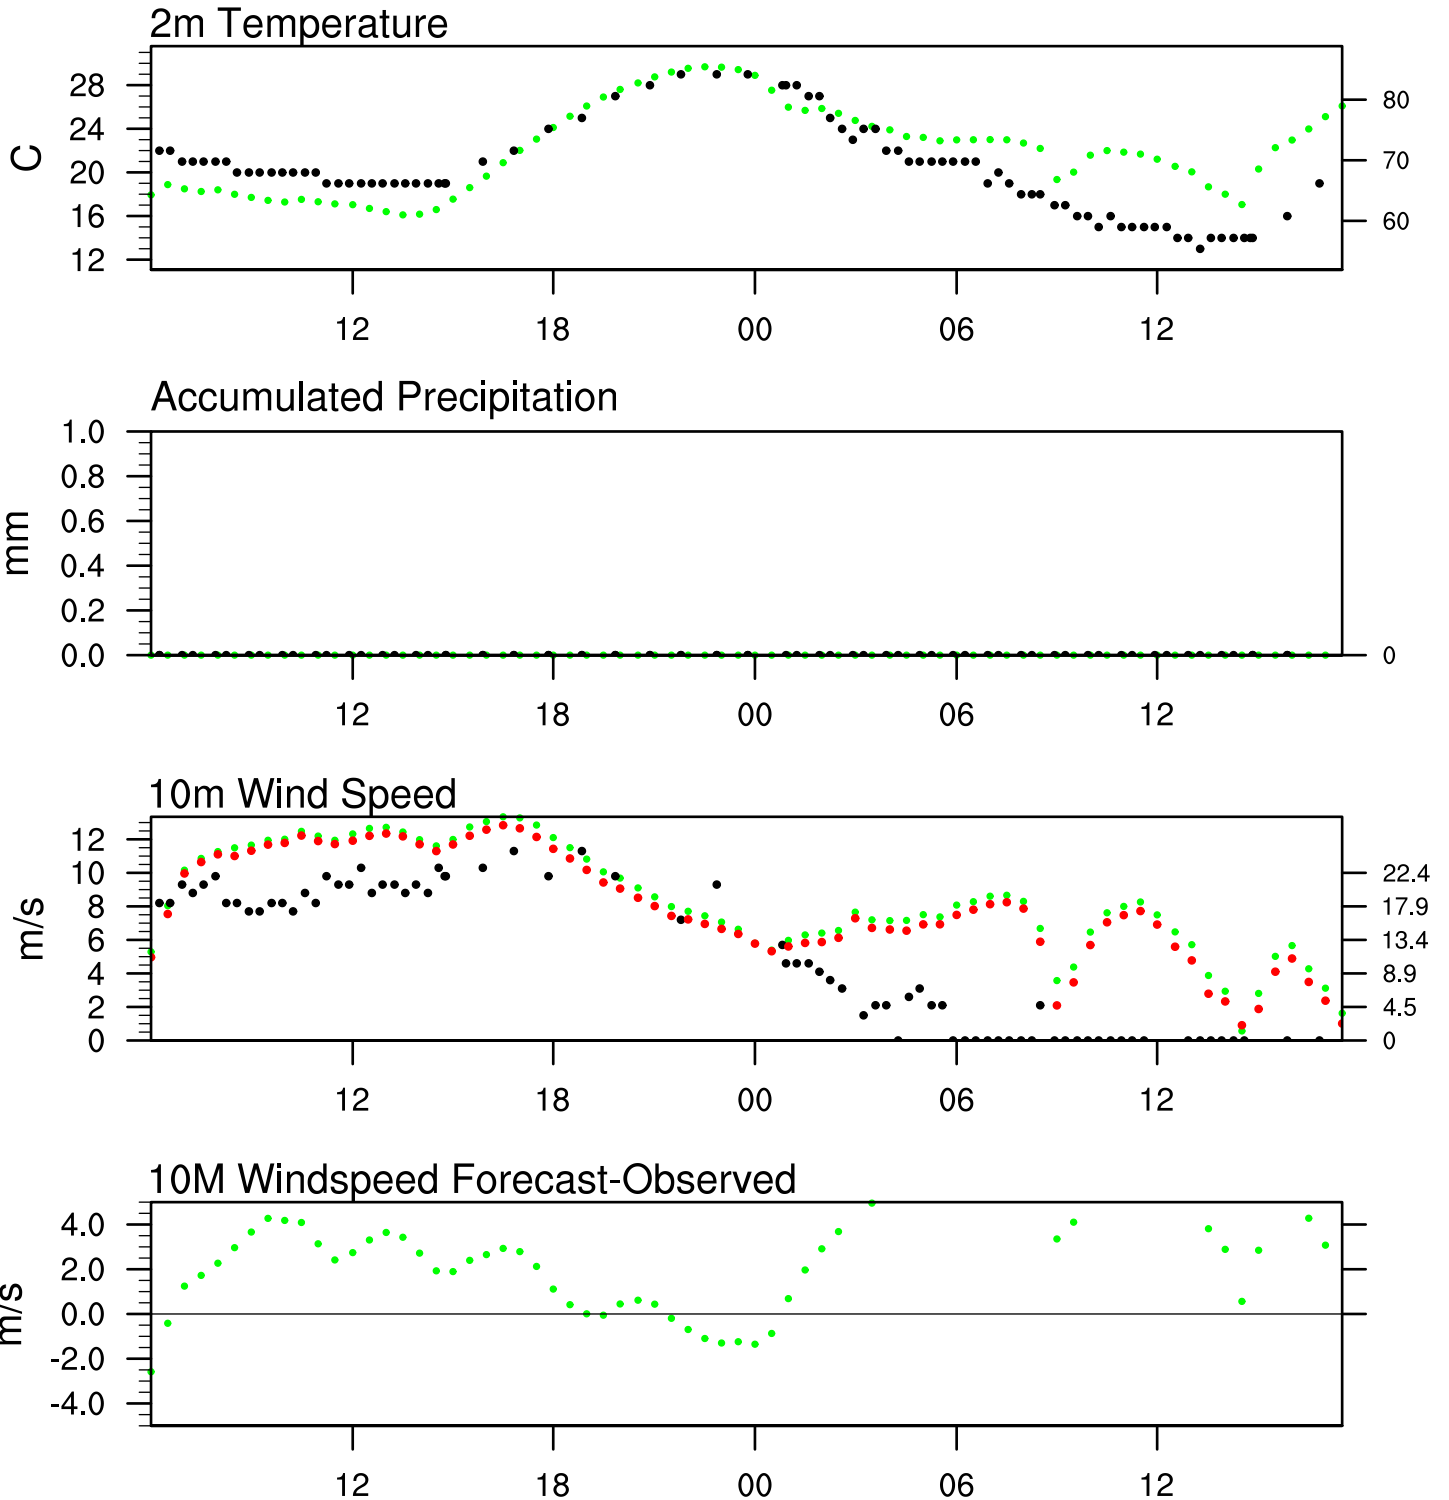 2m Temperature
C
28
24
20
16
12
80
70
60
12 18 00 06 12
Accumulated Precipitation
mm
1.0
0.8
0.6
0.4
0.2
0.0
0
12 18 00 06 12
10m Wind Speed
m/s
12
10
8
6
4
2
0
22.4
17.9
13.4
8.9
4.5
0
12 18 00 06 12
10M Windspeed Forecast-Observed
m/s
4.0
2.0
0.0
-2.0
-4.0
12 18 00 06 12